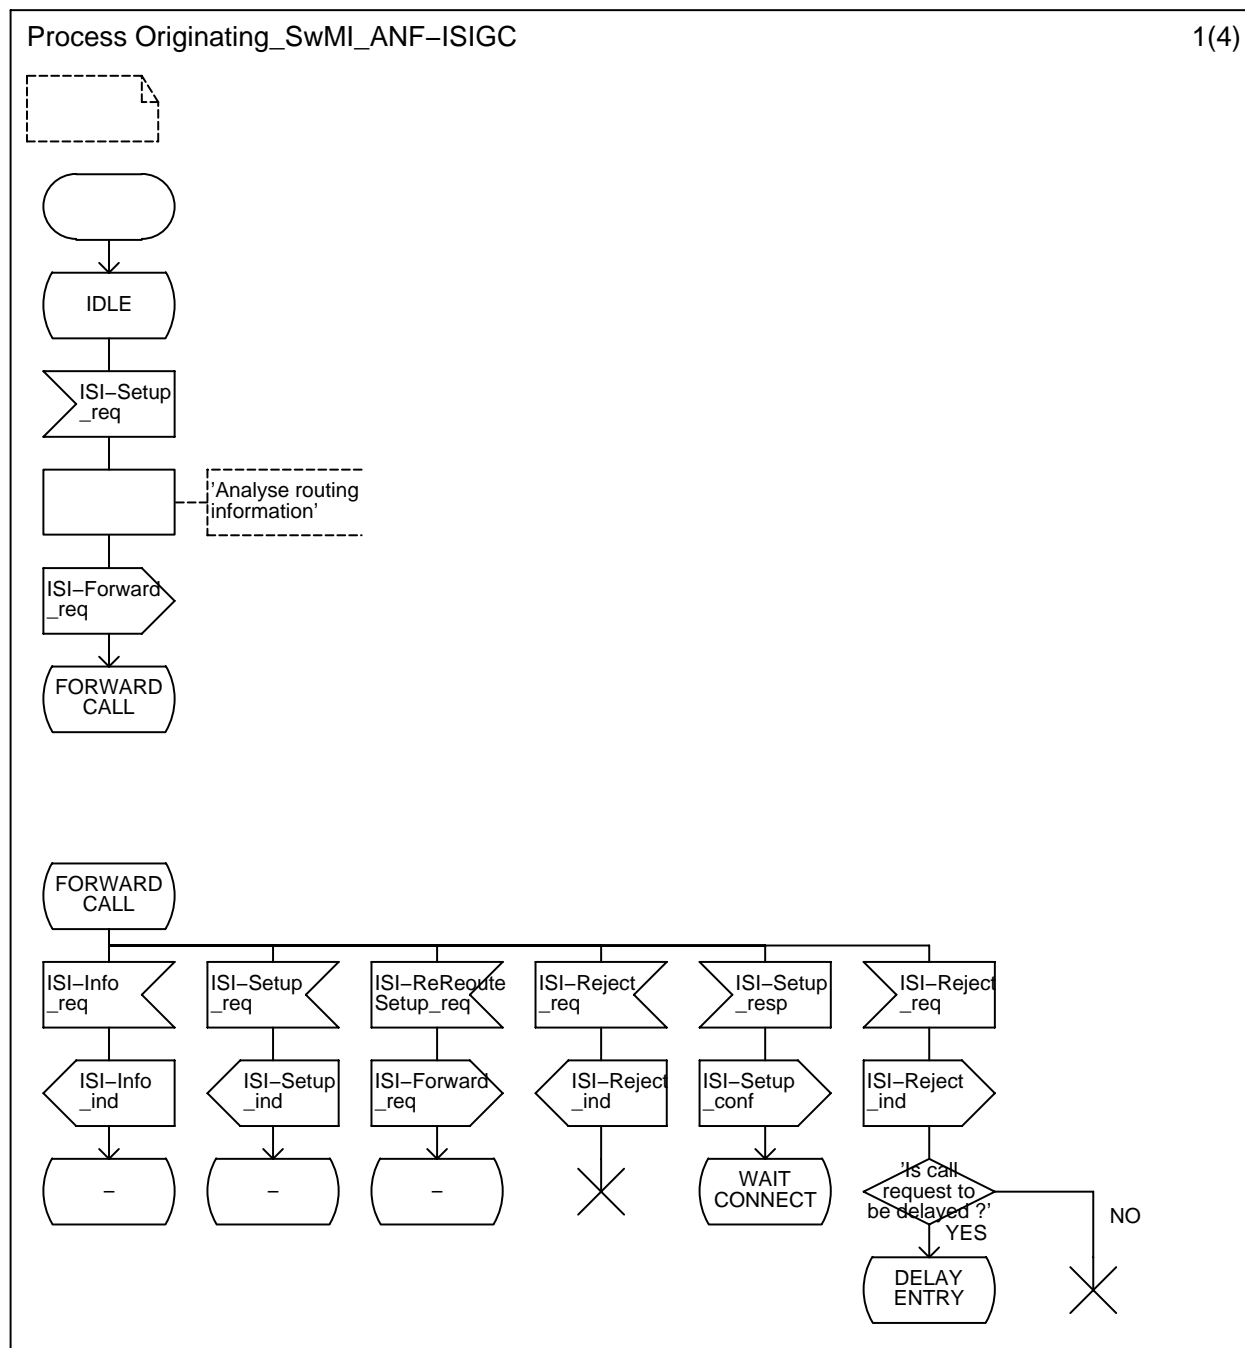 Process Originating_SwMI_ANF−ISIGC
1(4)
IDLE
ISI−Setup
_req
'Analyse routing
information'
ISI−Forward
_req
FORWARD
CALL
FORWARD
CALL
ISI−Info
_req
ISI−Setup
_req
ISI−ReReoute
Setup_req
ISI−Reject
_req
ISI−Setup
_resp
ISI−Reject
_req
ISI−Info
_ind
ISI−Setup
_ind
ISI−Forward
_req
ISI−Reject
_ind
ISI−Setup
_conf
ISI−Reject
_ind
−
−
−
WAIT
CONNECT
'Is call
request to
be delayed ?'
NO
YES
DELAY
ENTRY